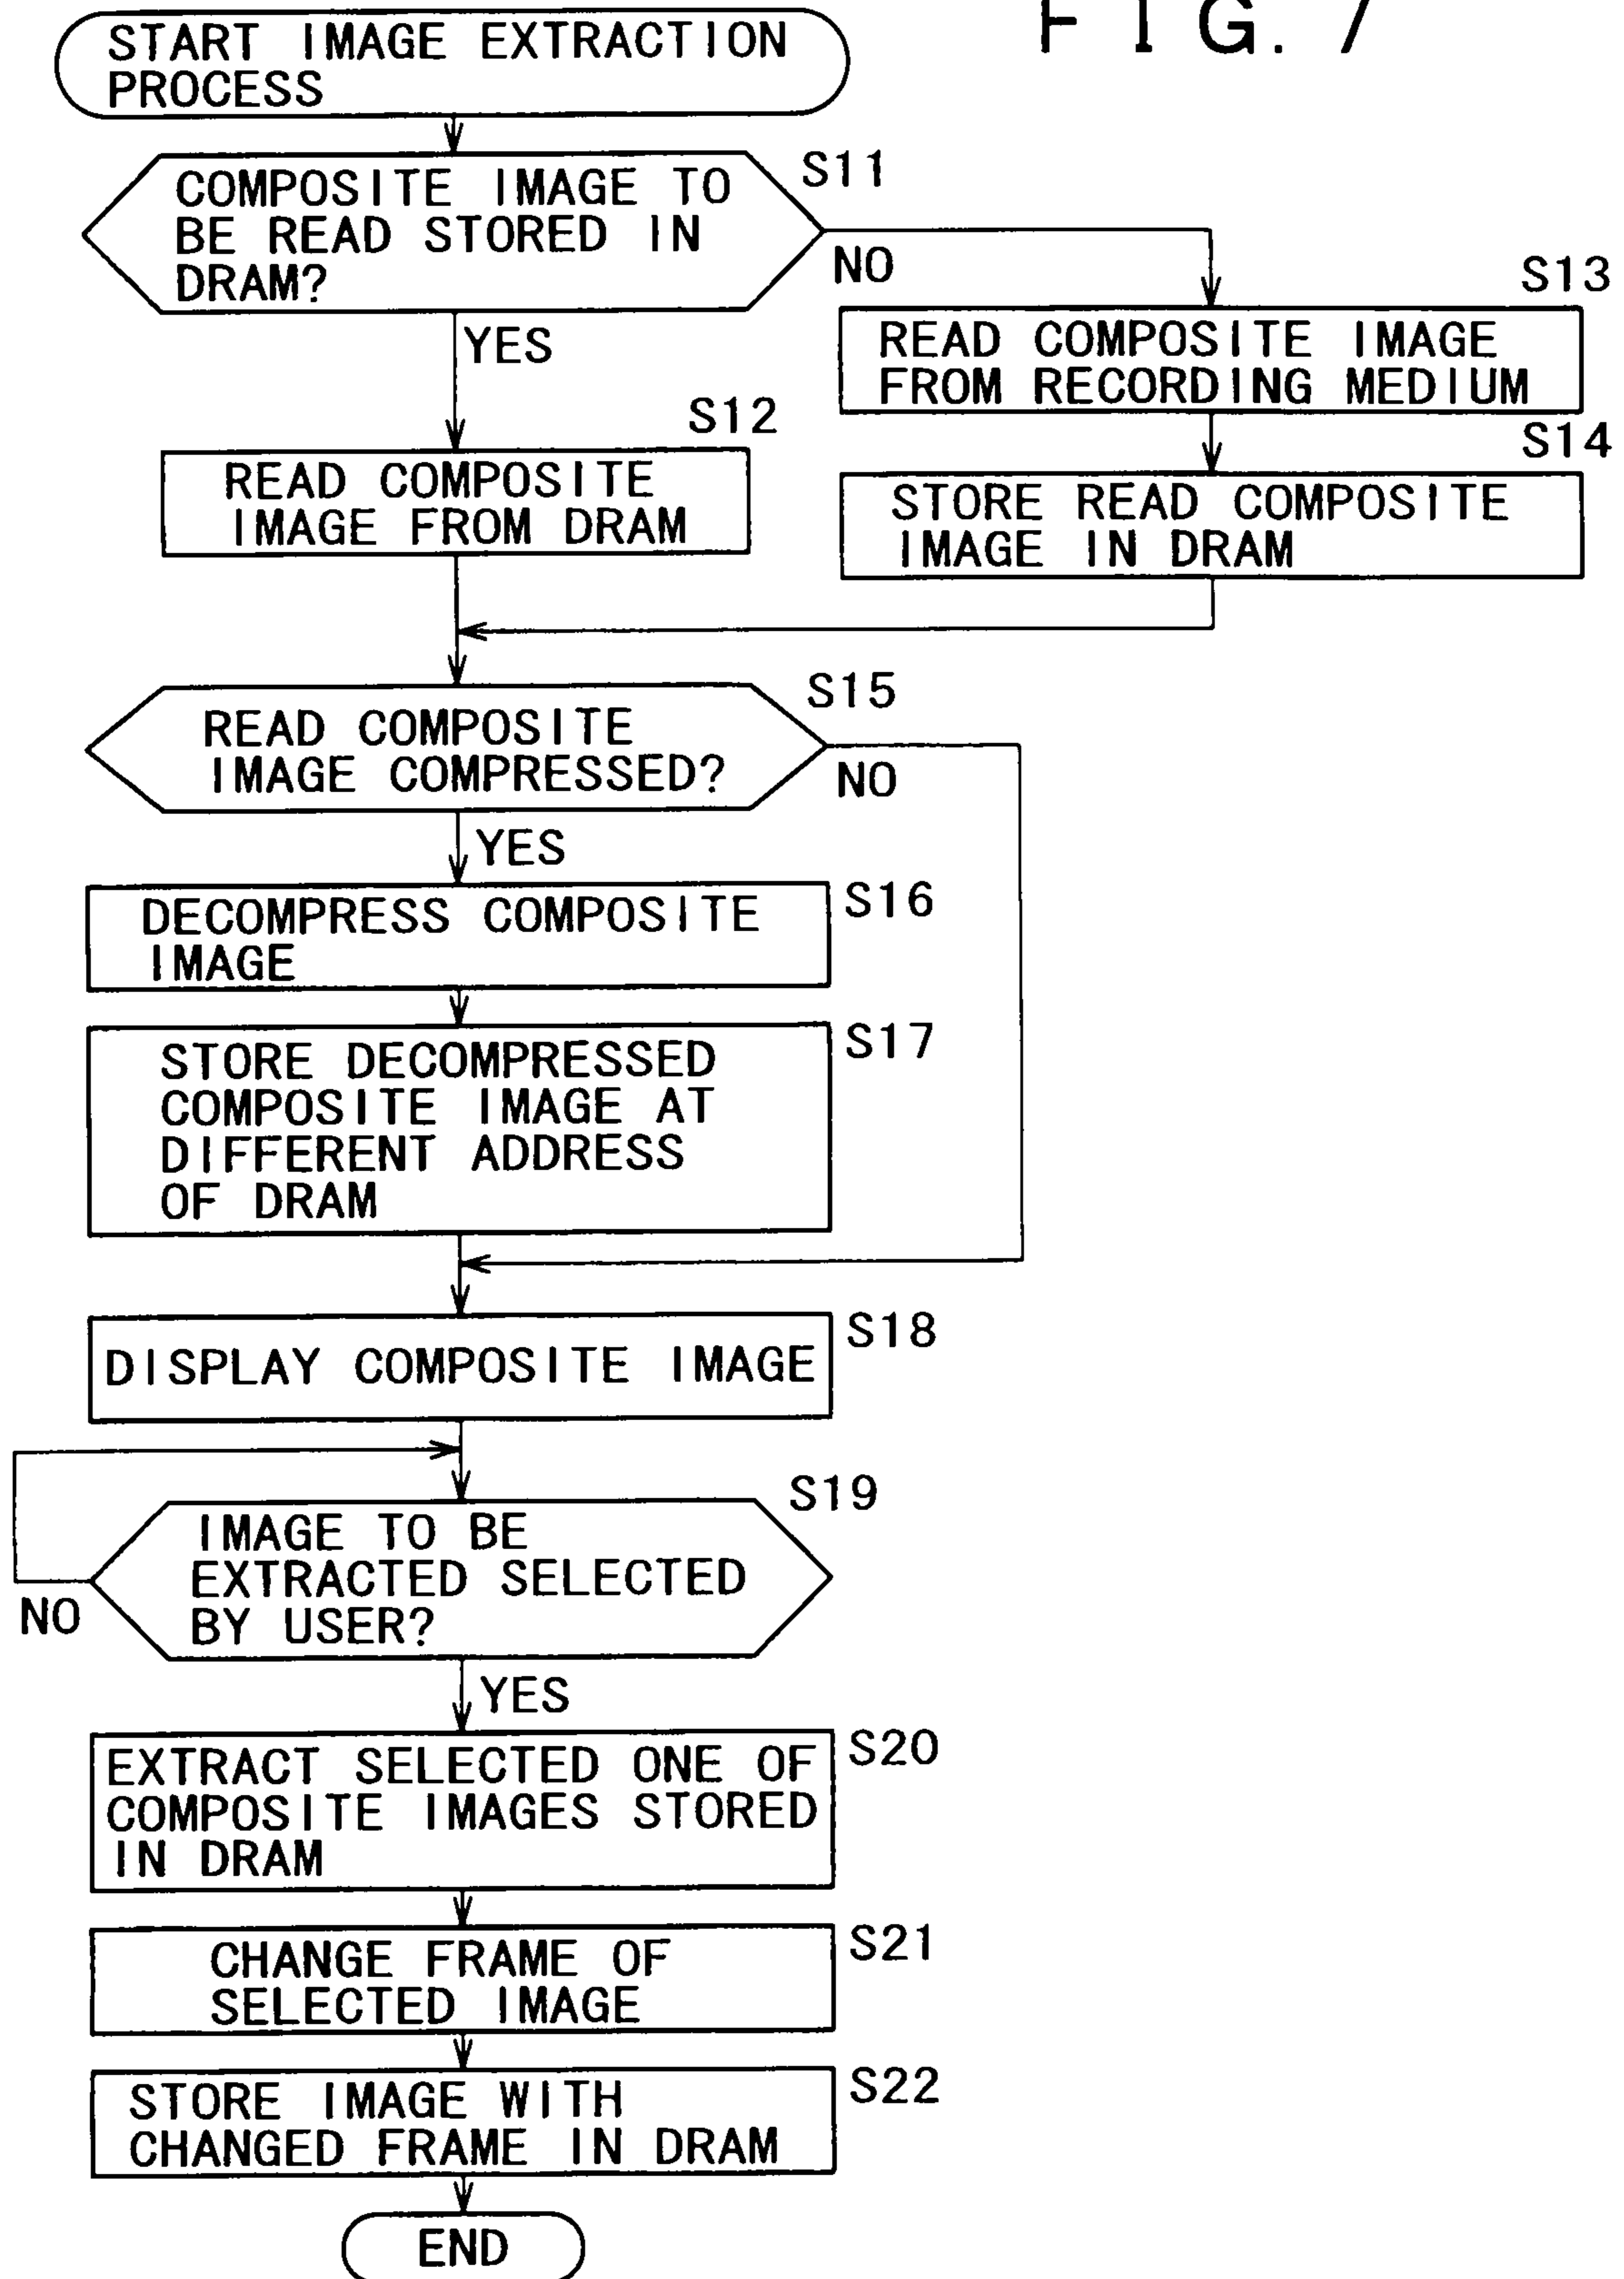 FIG. 7
START IMAGE EXTRACTION
PROCESS
COMPOSITE IMAGE TO
BE READ STORED IN
DRAM?
S11
NO
YES
S13
READ COMPOSITE IMAGE
FROM RECORDING MEDIUM
S12
READ COMPOSITE
IMAGE FROM DRAM
S14
STORE READ COMPOSITE
IMAGE IN DRAM
S15
READ COMPOSITE
IMAGE COMPRESSED?
NO
YES
S16
DECOMPRESS COMPOSITE
IMAGE
S17
STORE DECOMPRESSED
COMPOSITE IMAGE AT
DIFFERENT ADDRESS
OF DRAM
S18
DISPLAY COMPOSITE IMAGE
S19
IMAGE TO BE
EXTRACTED SELECTED
BY USER?
NO
YES
S20
EXTRACT SELECTED ONE OF
COMPOSITE IMAGES STORED
IN DRAM
S21
CHANGE FRAME OF
SELECTED IMAGE
S22
STORE IMAGE WITH
CHANGED FRAME IN DRAM
END